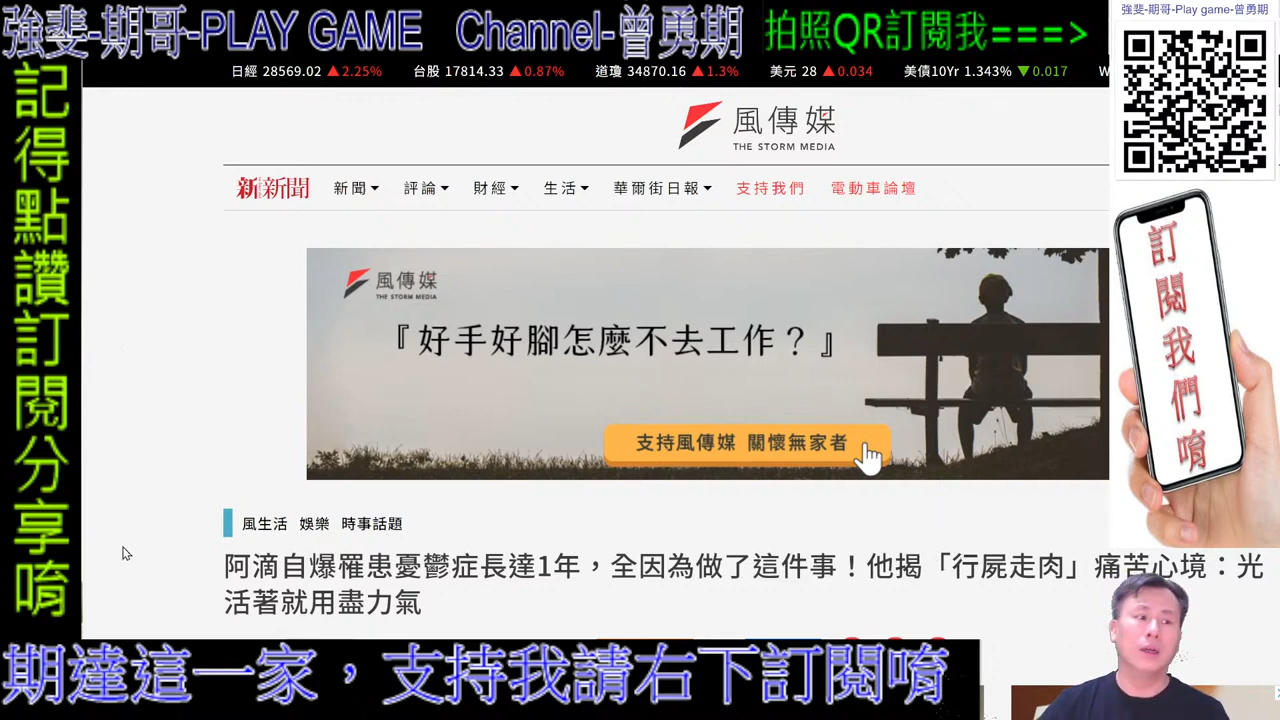 強斐-期哥-PLAY GAME Channel-曾勇期
拍照QR訂閱我===>
強斐-期哥-Play game-曾勇期
記得點讚訂閱分享唷
日經 28569.02 ▲2.25% 台股 17814.33 ▲0.87% 道瓊 34870.16 ▲1.3% 美元 28 ▲0.034 美債10Yr 1.343% ▼0.017 W
風傳媒
THE STORM MEDIA
新新聞 新聞 評論 財經 生活 華爾街日報 支持我們 電動車論壇
風傳媒
THE STORM MEDIA
『好手好腳怎麼不去工作？』
支持風傳媒 關懷無家者
訂閱我們唷
風生活 娛樂 時事話題
阿滴自爆罹患憂鬱症長達1年，全因為做了這件事！他揭「行屍走肉」痛苦心境：光
活著就用盡力氣
期達這一家，支持我請右下訂閱唷